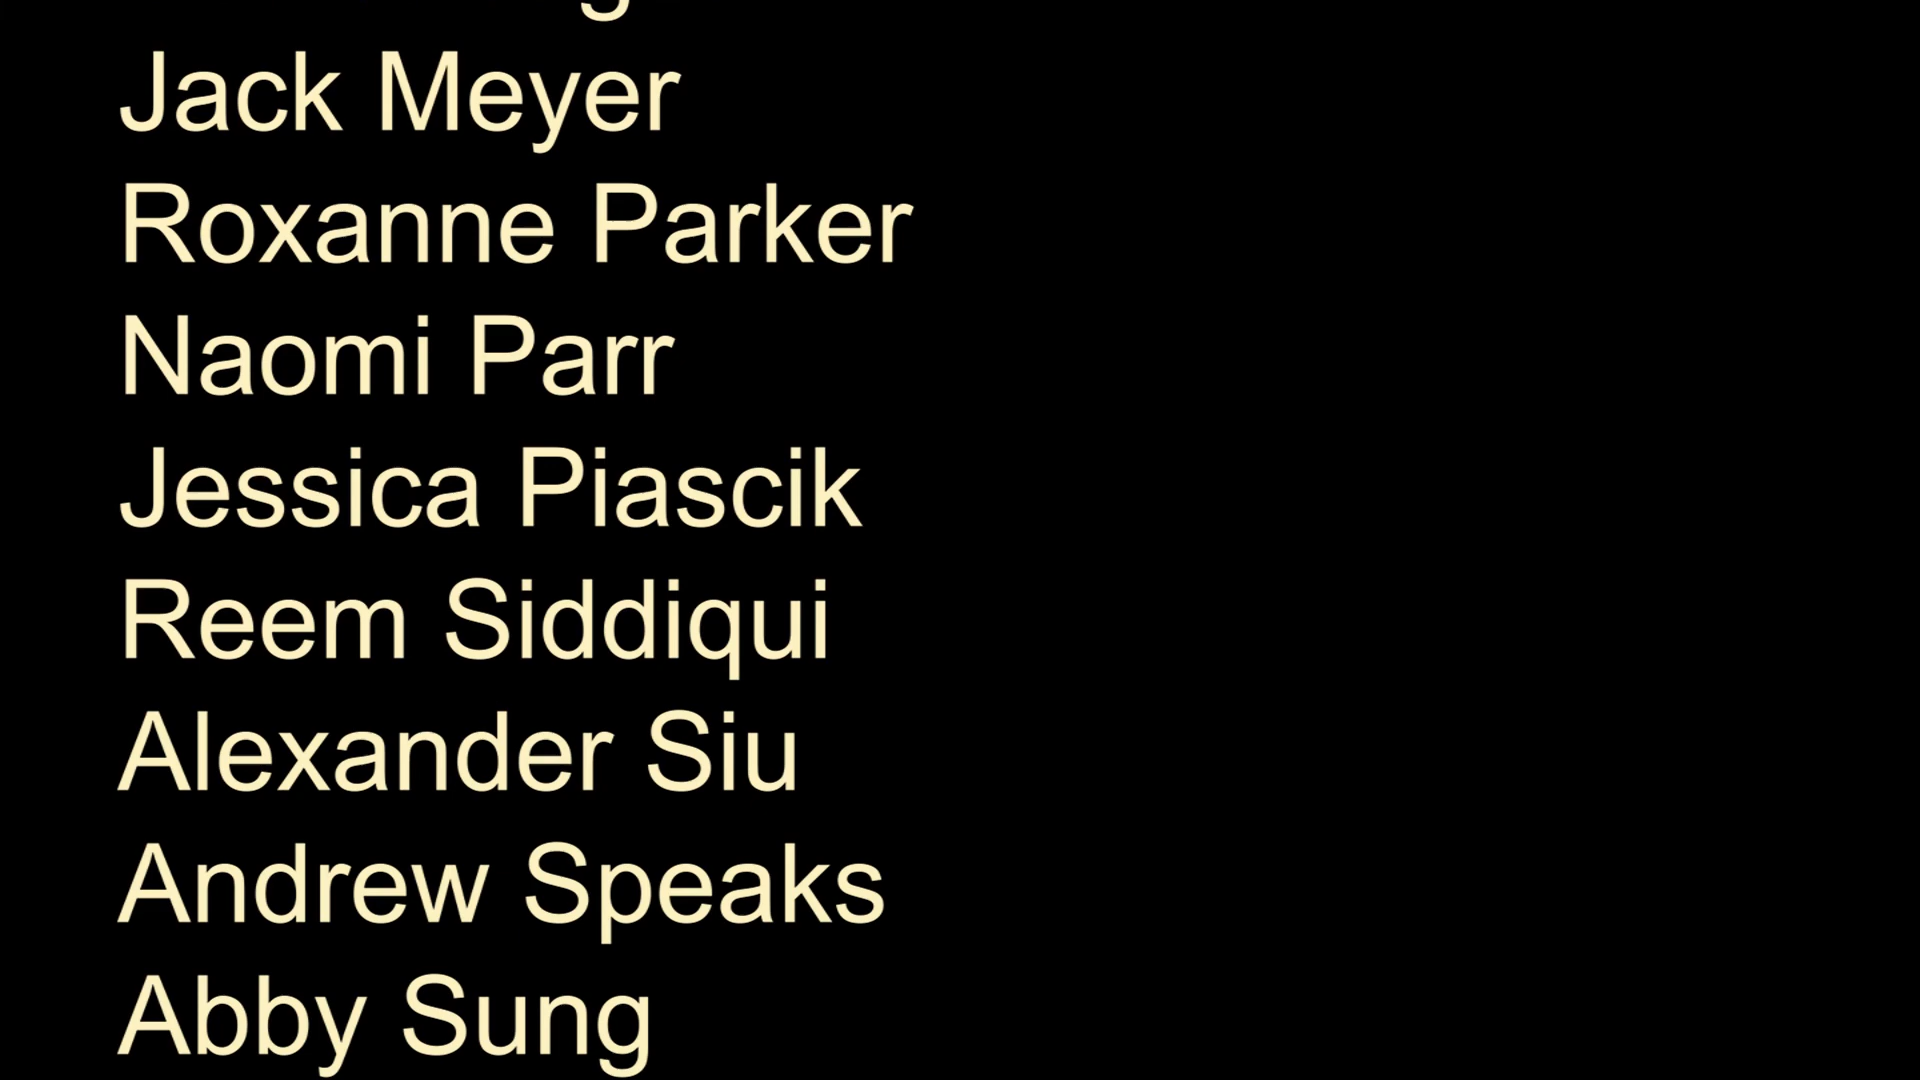 Jack Meyer
Roxanne Parker
Naomi Parr
Jessica Piascik
Reem Siddiqui
Alexander Siu
Andrew Speaks
Abby Sung